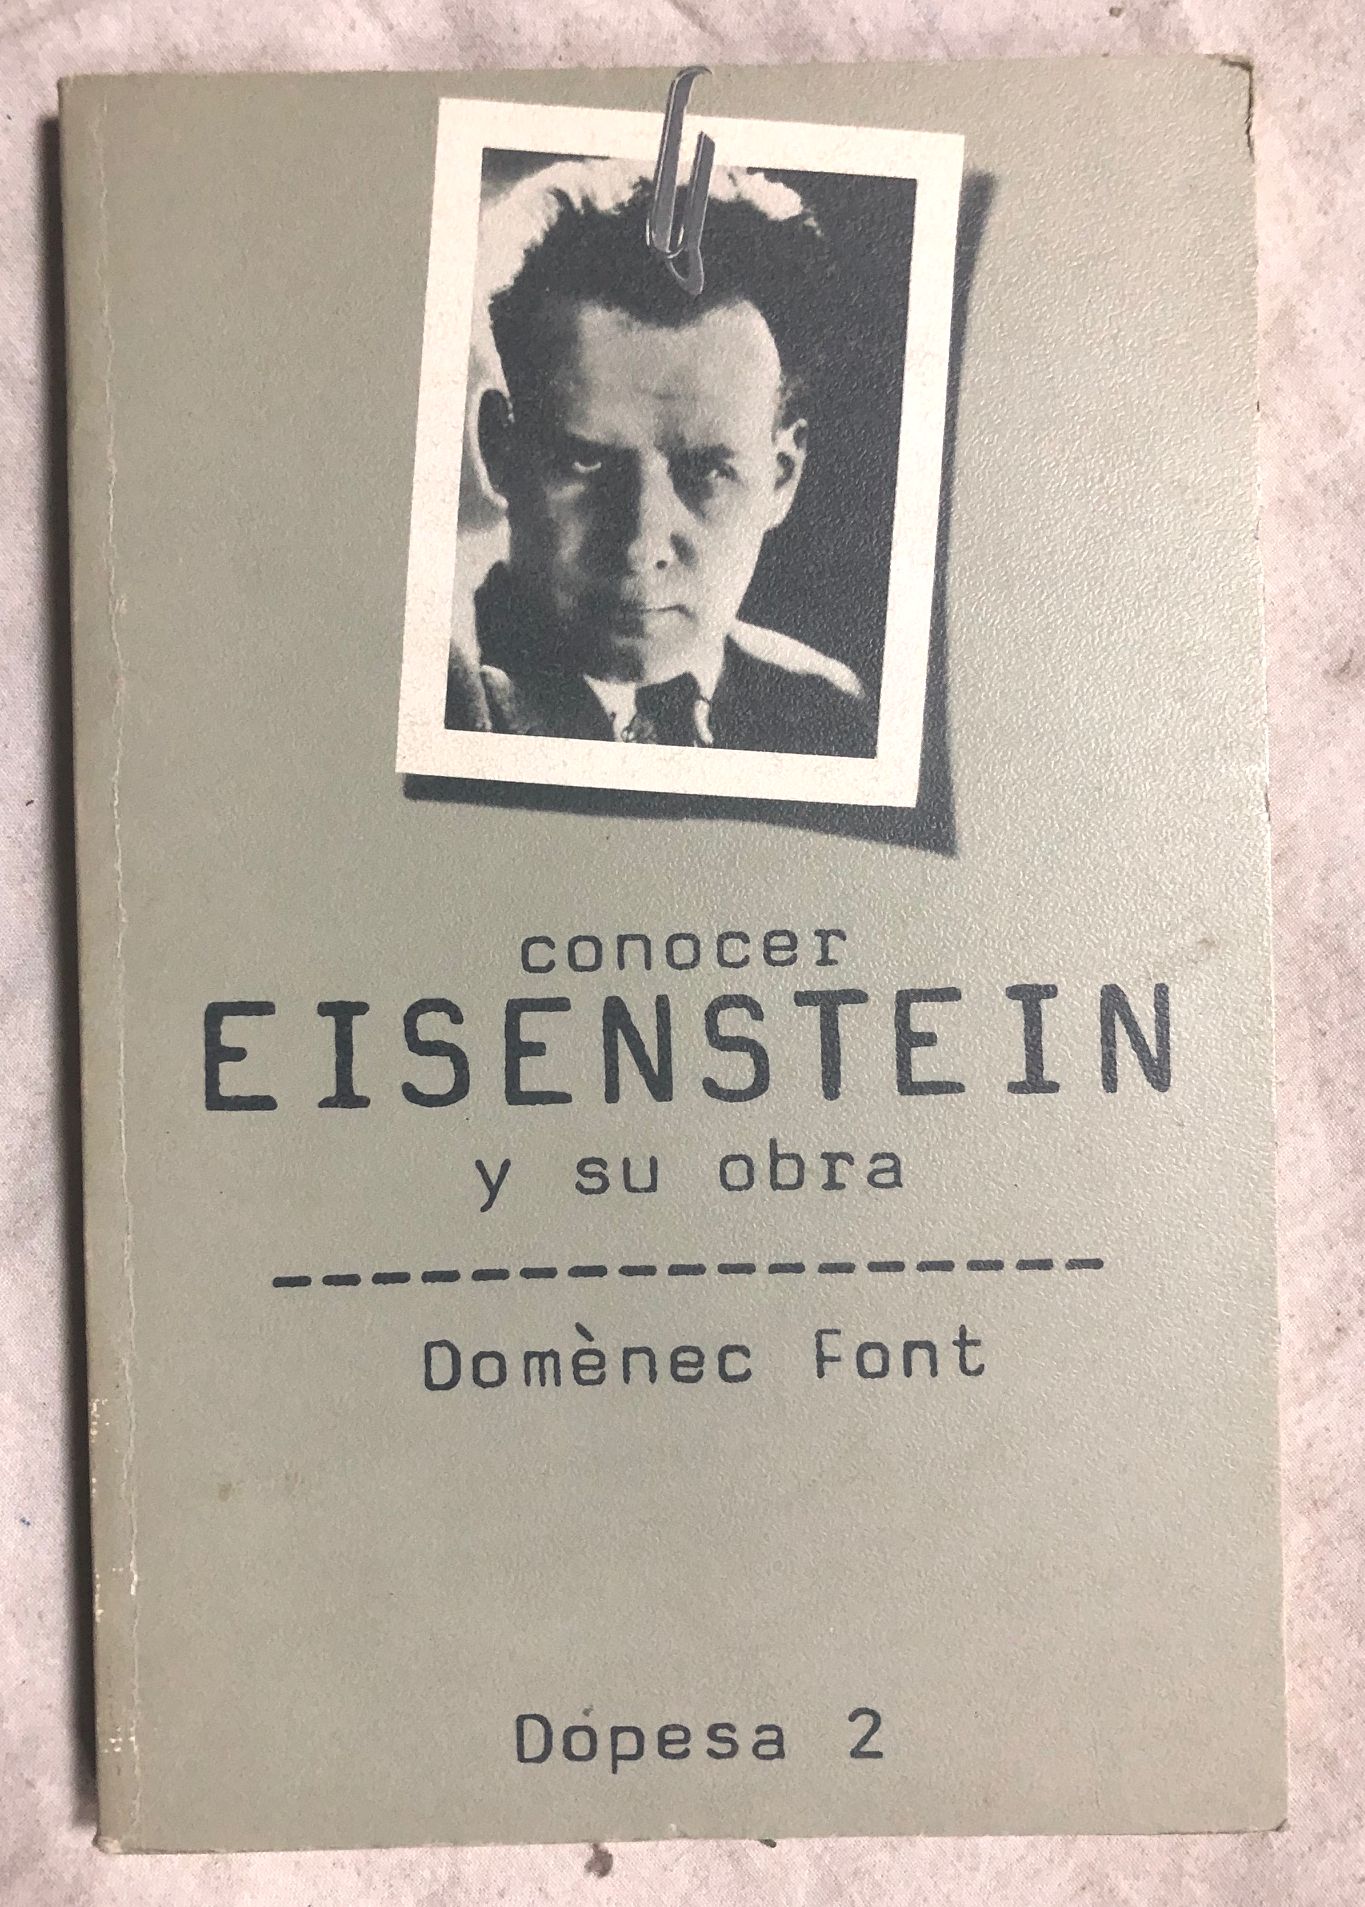 conocer
EISENSTEIN
y su obra
Domènec Font
Dopesa 2